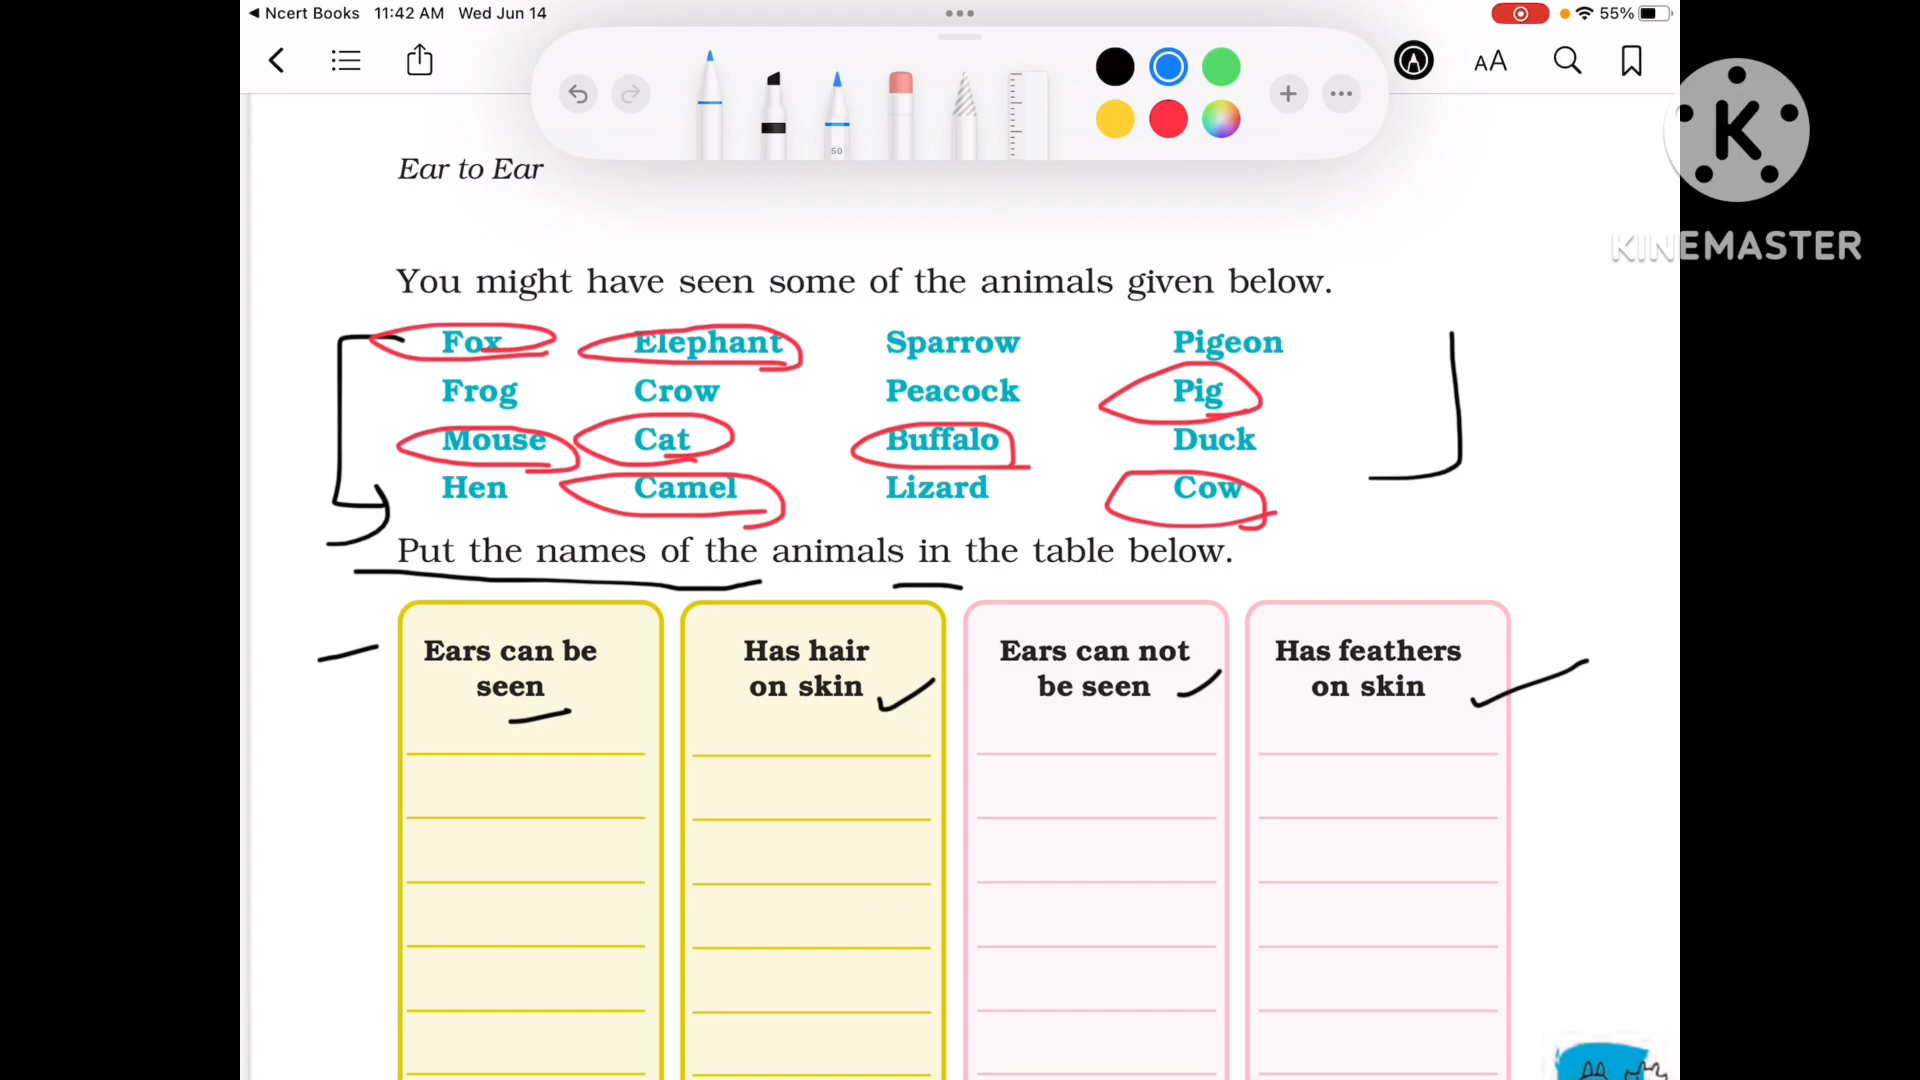 Ncert Books 11:42 AM Wed Jun 14 55%
AA
50
K
KINEMASTER
Ear to Ear
You might have seen some of the animals given below.
Fox Elephant Sparrow Pigeon
Frog Crow Peacock Pig
Mouse Cat Buffalo Duck
Hen Camel Lizard Cow
Put the names of the animals in the table below.
Ears can be seen
Has hair on skin
Ears can not be seen
Has feathers on skin